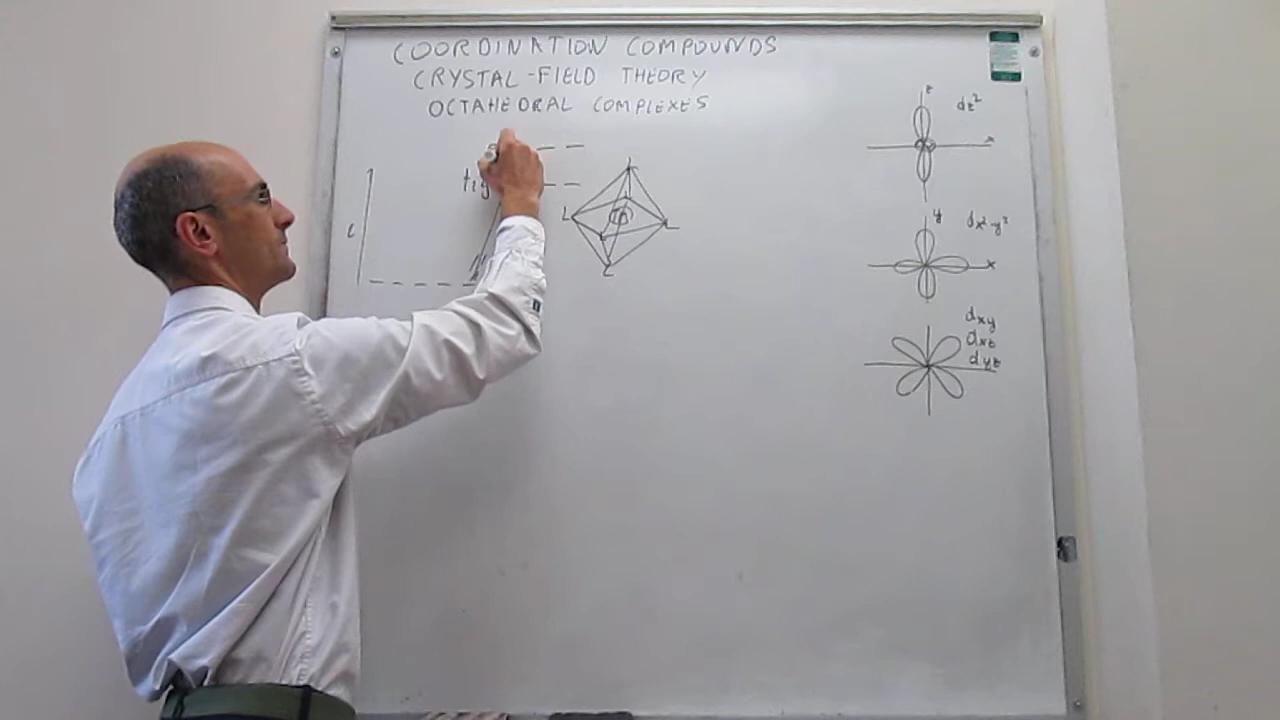 COORDINATION COMPOUNDS
CRYSTAL-FIELD THEORY
OCTAHEDRAL COMPLEXES
z
dz²
x
t₂g
L
L
y
dx²-y²
L
x
dxy
dxz
dyz